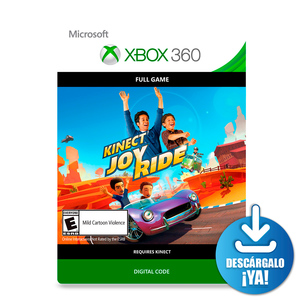 Microsoft
XBOX 360
FULL GAME
KINECT
JOY
RIDE
E
Mild Cartoon Violence
REQUIRES KINECT
DIGITAL CODE
DESCÁRGALO
¡YA!